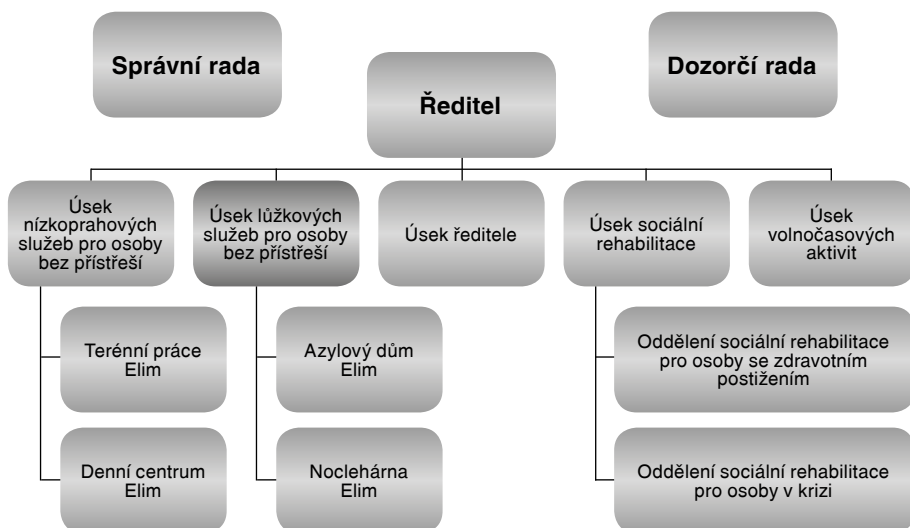 Správní rada
Dozorčí rada
Ředitel
Úsek
nízkoprahových
služeb pro osoby
bez přístřeší
Úsek lůžkových
služeb pro osoby
bez přístřeší
Úsek ředitele
Úsek sociální
rehabilitace
Úsek
volnočasových
aktivit
Terénní práce
Elim
Azylový dům
Elim
Oddělení sociální rehabilitace
pro osoby se zdravotním
postižením
Denní centrum
Elim
Noclehárna
Elim
Oddělení sociální rehabilitace
pro osoby v krizi